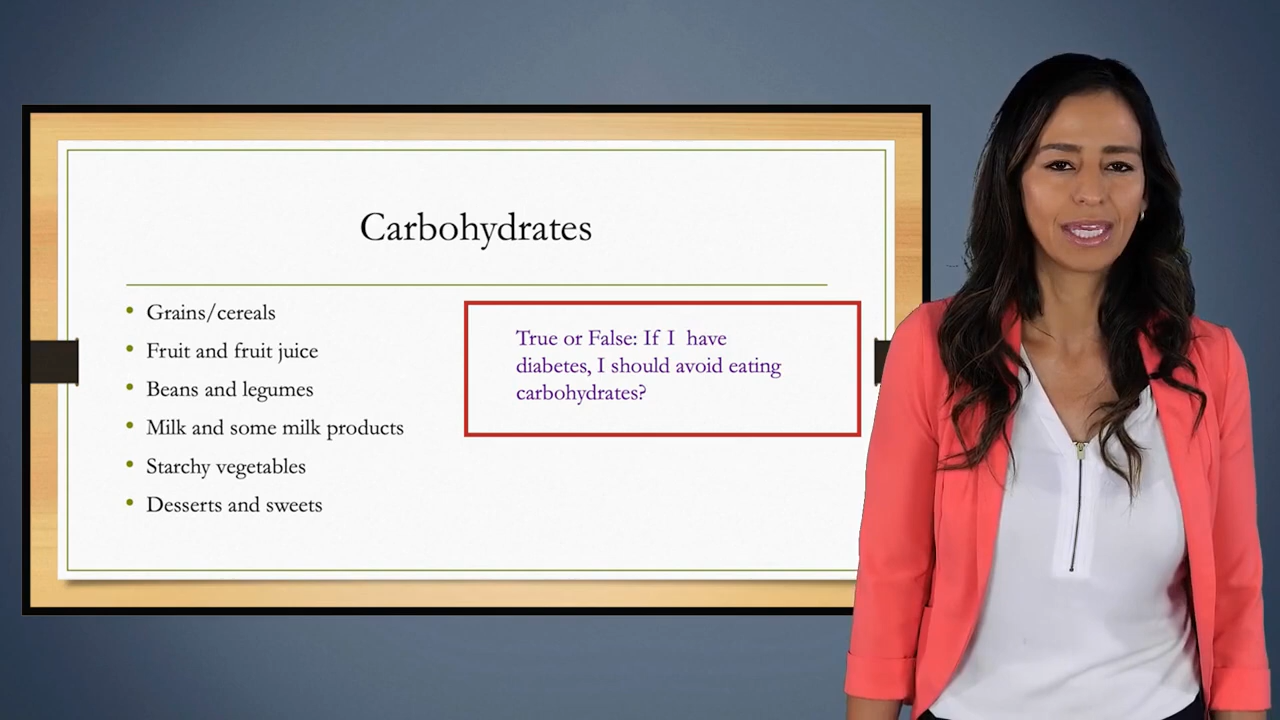 Carbohydrates
Grains/cereals
Fruit and fruit juice
Beans and legumes
Milk and some milk products
Starchy vegetables
Desserts and sweets
True or False: If I  have
diabetes, I should avoid eating
carbohydrates?